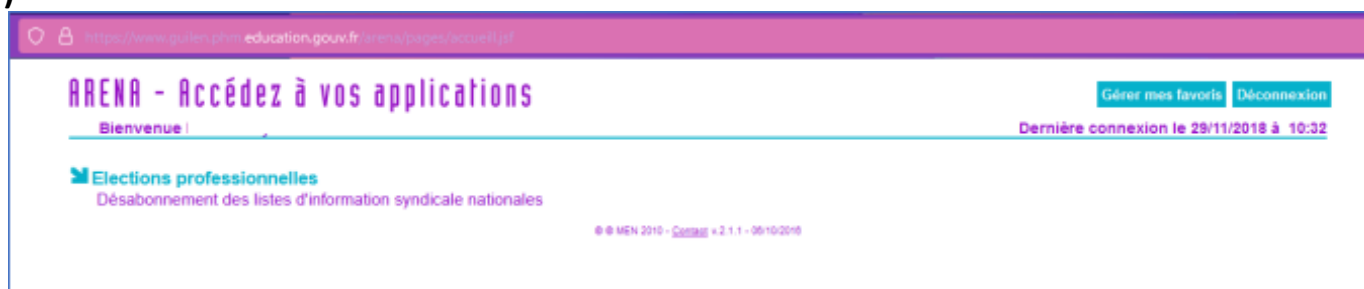 )
https://www.guilen.phm.education.gouv.fr/arena/pages/accueil.jsf
ARENA - Accédez à vos applications
Gérer mes favoris Déconnexion
Bienvenue
Dernière connexion le 29/11/2018 à 10:32
Elections professionnelles
Désabonnement des listes d'information syndicale nationales
© © MEN 2010 - Contact v.2.1.1 - 06/10/2016